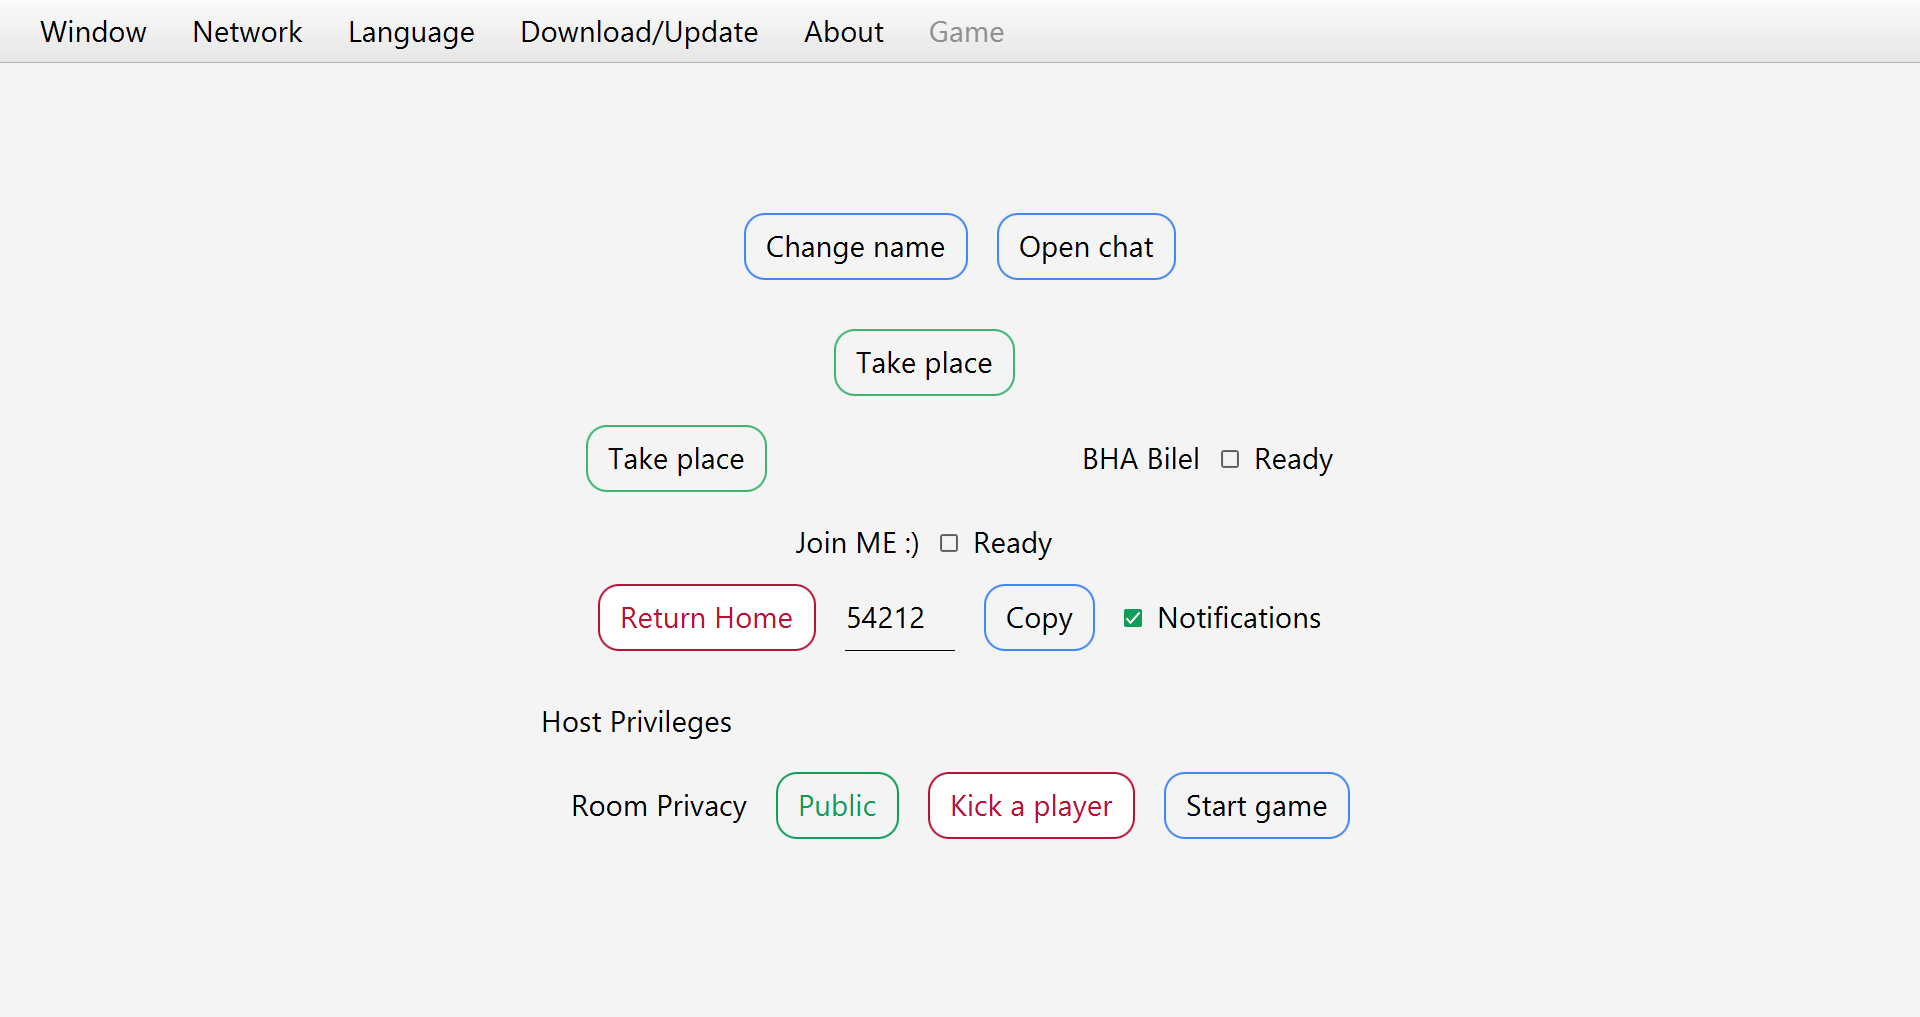 Window Network Language Download/Update About Game
Change name Open chat
Take place
Take place BHA Bilel Ready
Join ME :) Ready
Return Home 54212 Copy Notifications
Host Privileges
Room Privacy Public Kick a player Start game